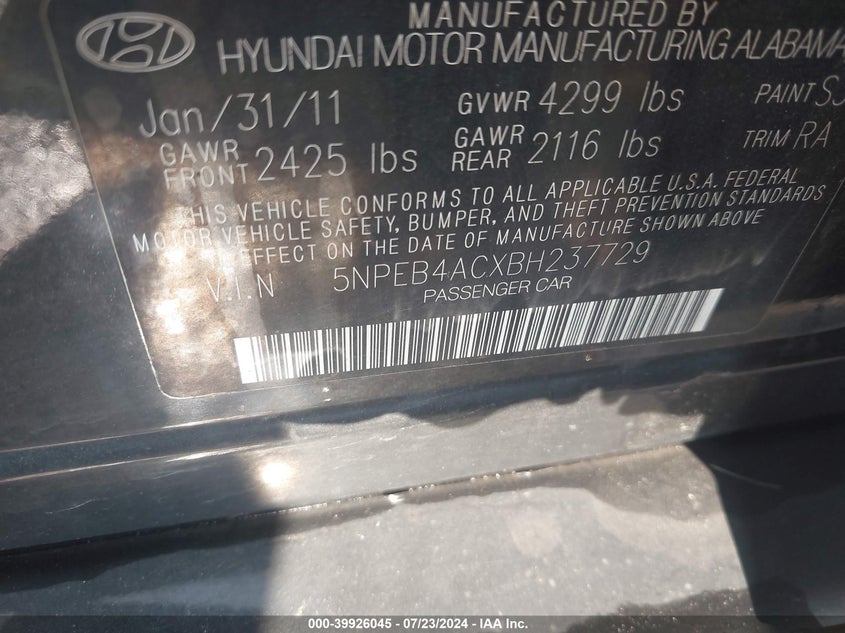 MANUFACTURED BY
HYUNDAI MOTOR MANUFACTURING ALABAMA,
Jan/31/11 GVWR 4299 lbs PAINT SJ
GAWR FRONT 2425 lbs GAWR REAR 2116 lbs TRIM RA
THIS VEHICLE CONFORMS TO ALL APPLICABLE U.S.A. FEDERAL
MOTOR VEHICLE SAFETY, BUMPER, AND THEFT PREVENTION STANDARDS
IN EFFECT ON THE DATE OF MANUFACTURE SHOWN ABOVE
V.I.N 5NPEB4ACXBH237729
PASSENGER CAR
000-39926045 - 07/23/2024 - IAA Inc.